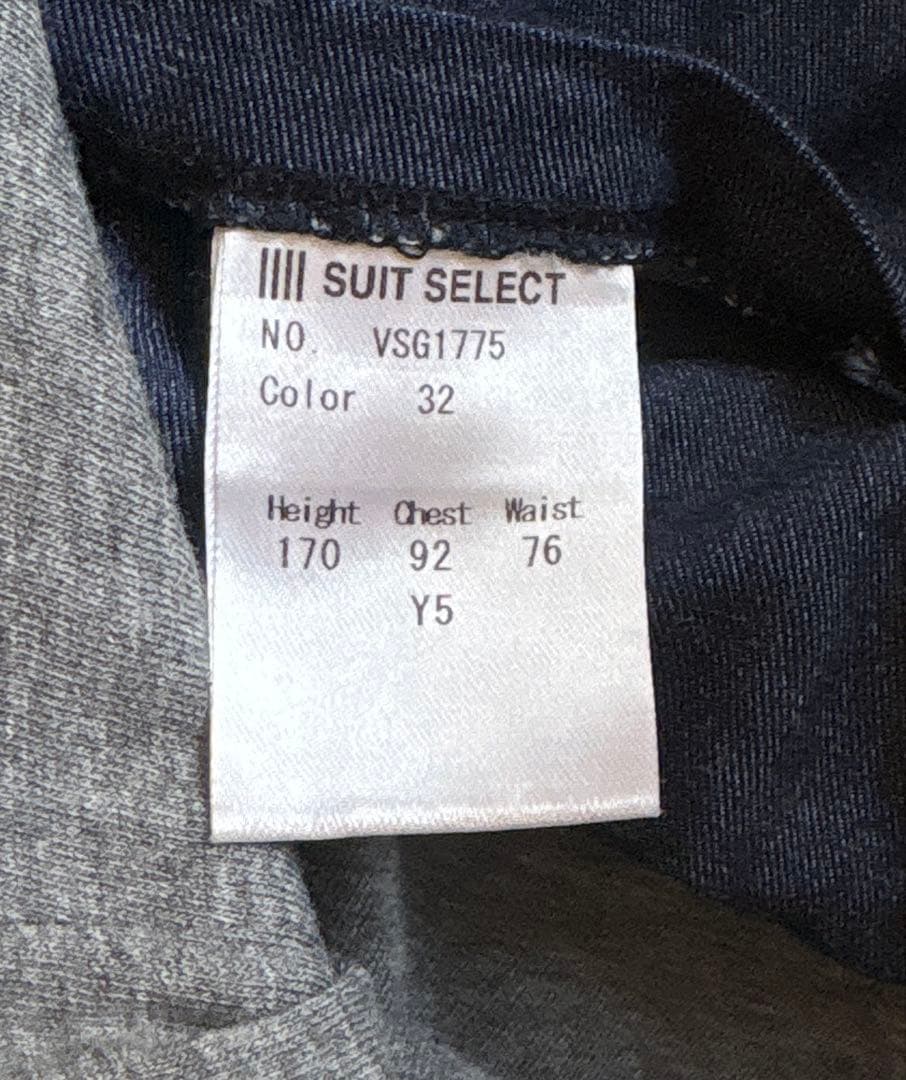 SUIT SELECT
NO. VSG1775
Color 32
Height Chest Waist
170 92 76
Y5